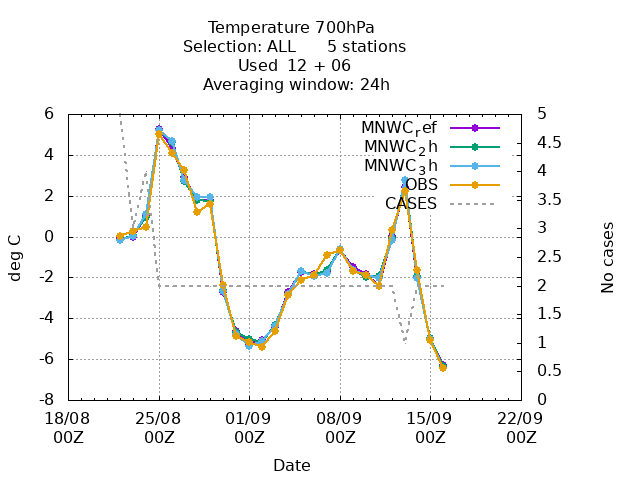 Temperature 700hPa
Selection: ALL 5 stations
Used 12 + 06
Averaging window: 24h
6
4
2
0
-2
-4
-6
-8
deg C
5
4.5
4
3.5
3
2.5
2
1.5
1
0.5
0
No cases
MNWC_ref
MNWC_2h
MNWC_3h
OBS
CASES
18/08 25/08 01/09 08/09 15/09 22/09
00Z 00Z 00Z 00Z 00Z 00Z
Date